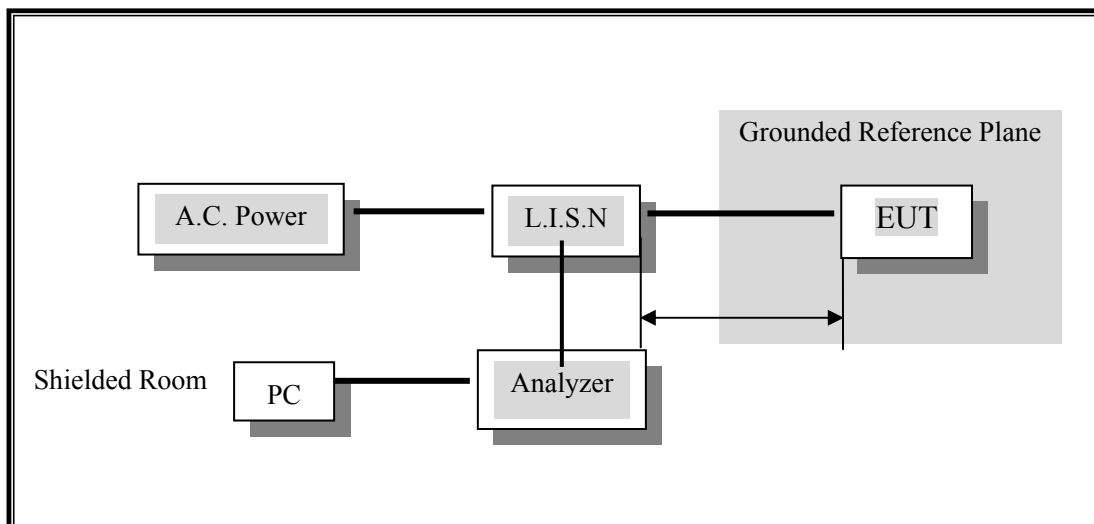 Grounded Reference Plane
A.C. Power
L.I.S.N
EUT
Shielded Room
PC
Analyzer